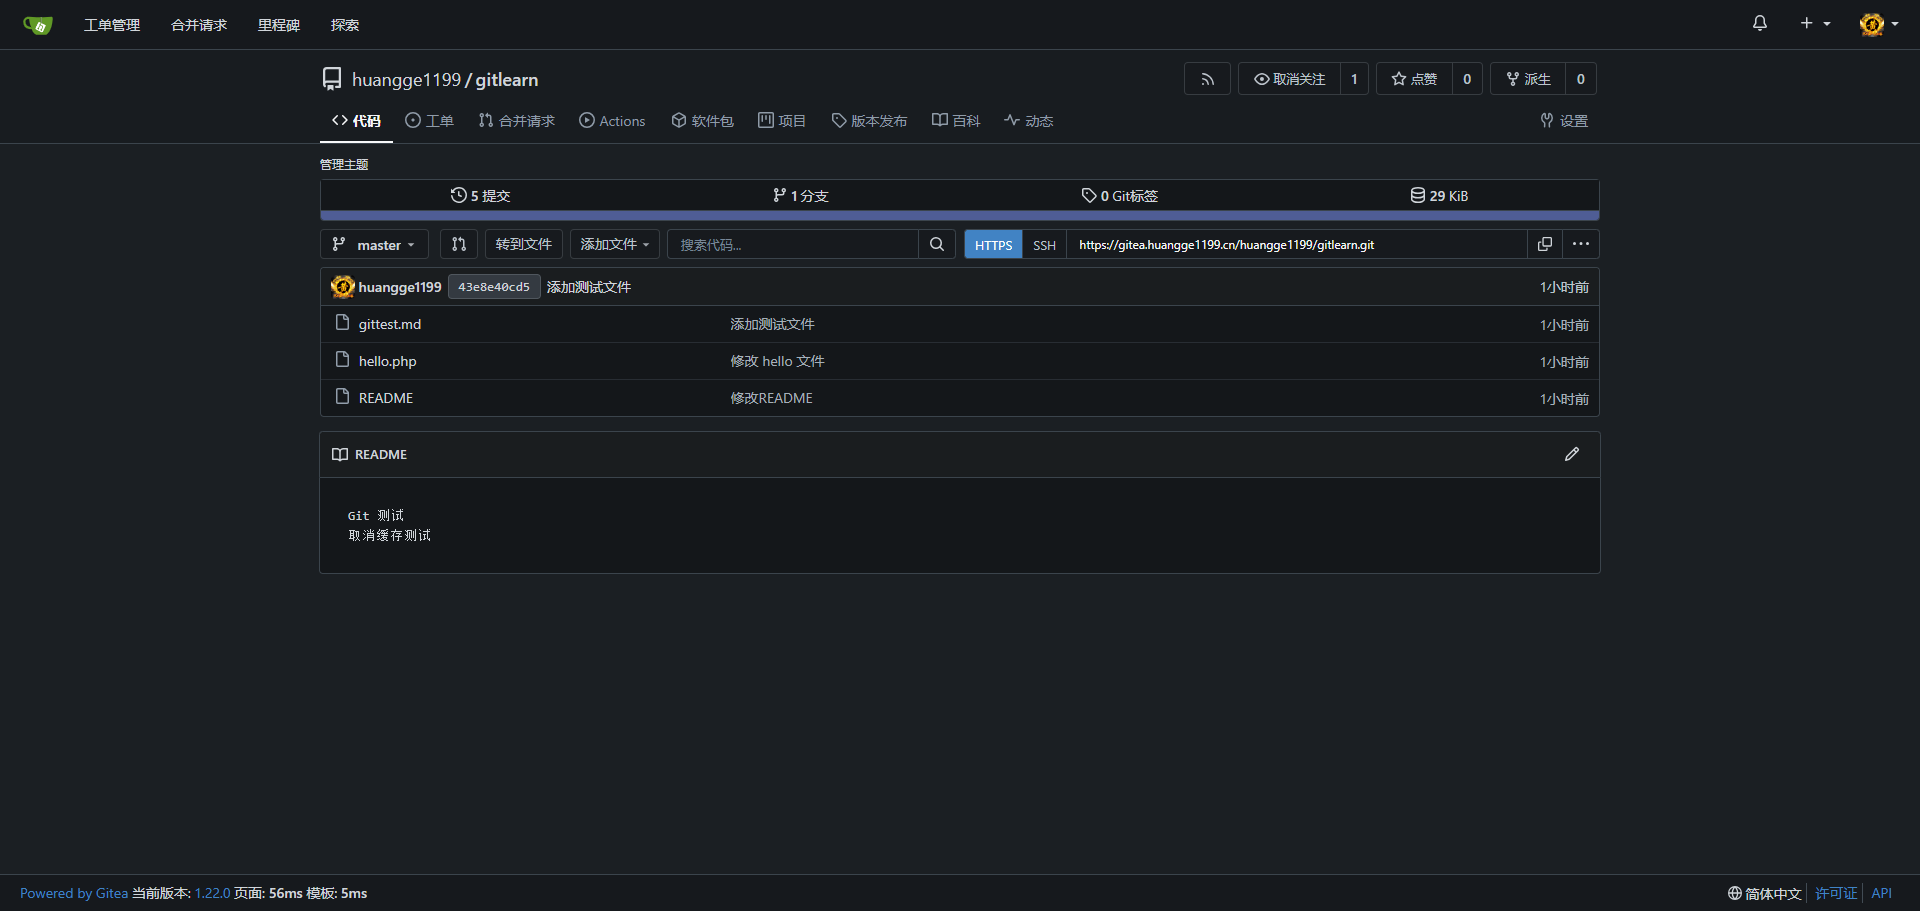 工单管理 合并请求 里程碑 探索
huangge1199 / gitlearn 取消关注 1 点赞 0 派生 0
代码 工单 合并请求 Actions 软件包 项目 版本发布 百科 动态 设置
管理主题
5 提交 1 分支 0 Git标签 29 KiB
master 转到文件 添加文件 搜索代码... HTTPS SSH https://gitea.huangge1199.cn/huangge1199/gitlearn.git
huangge1199 43e8e40cd5 添加测试文件 1小时前
gittest.md 添加测试文件 1小时前
hello.php 修改 hello 文件 1小时前
README 修改README 1小时前
README
Git 测试
取消缓存测试
Powered by Gitea 当前版本: 1.22.0 页面: 56ms 模板: 5ms 简体中文 许可证 API